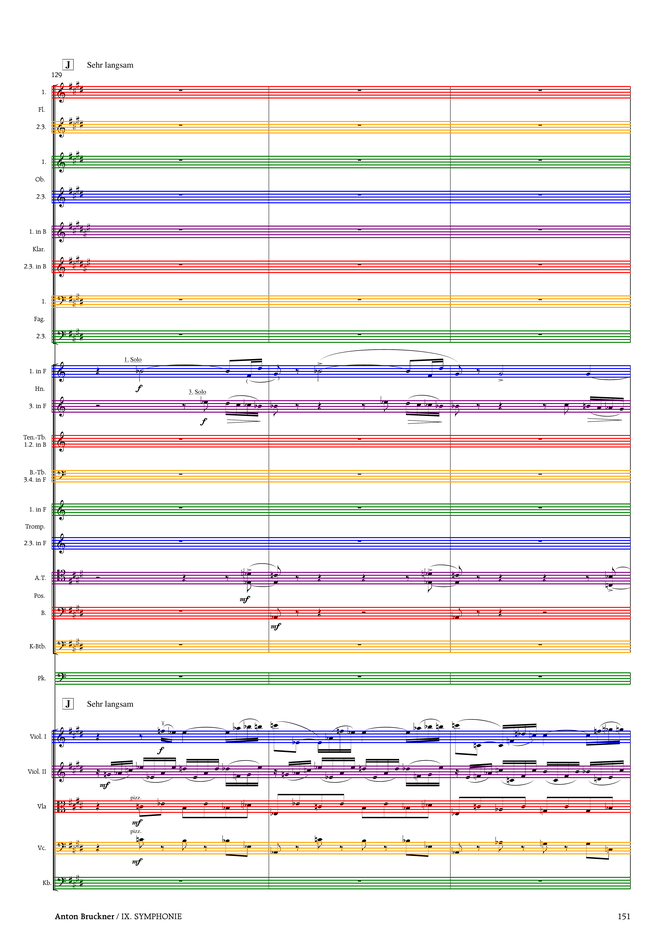 J Sehr langsam
129
1.
Fl.
2.3.
1.
Ob.
2.3.
1. in B
Klar.
2.3. in B
1.
Fag.
2.3.
1. Solo
1. in F
f
Hn.
3. Solo
3. in F
f
Ten.-Tb.
1.2. in B
B.-Tb.
3.4. in F
1. in F
Tromp.
2.3. in F
A.T.
mf
Pos.
B.
mf
K-Btb.
Pk.
J Sehr langsam
Viol. I
f
Viol. II
mf
pizz.
Vla
mf
pizz.
Vc.
mf
Kb.
Anton Bruckner / IX. SYMPHONIE 151